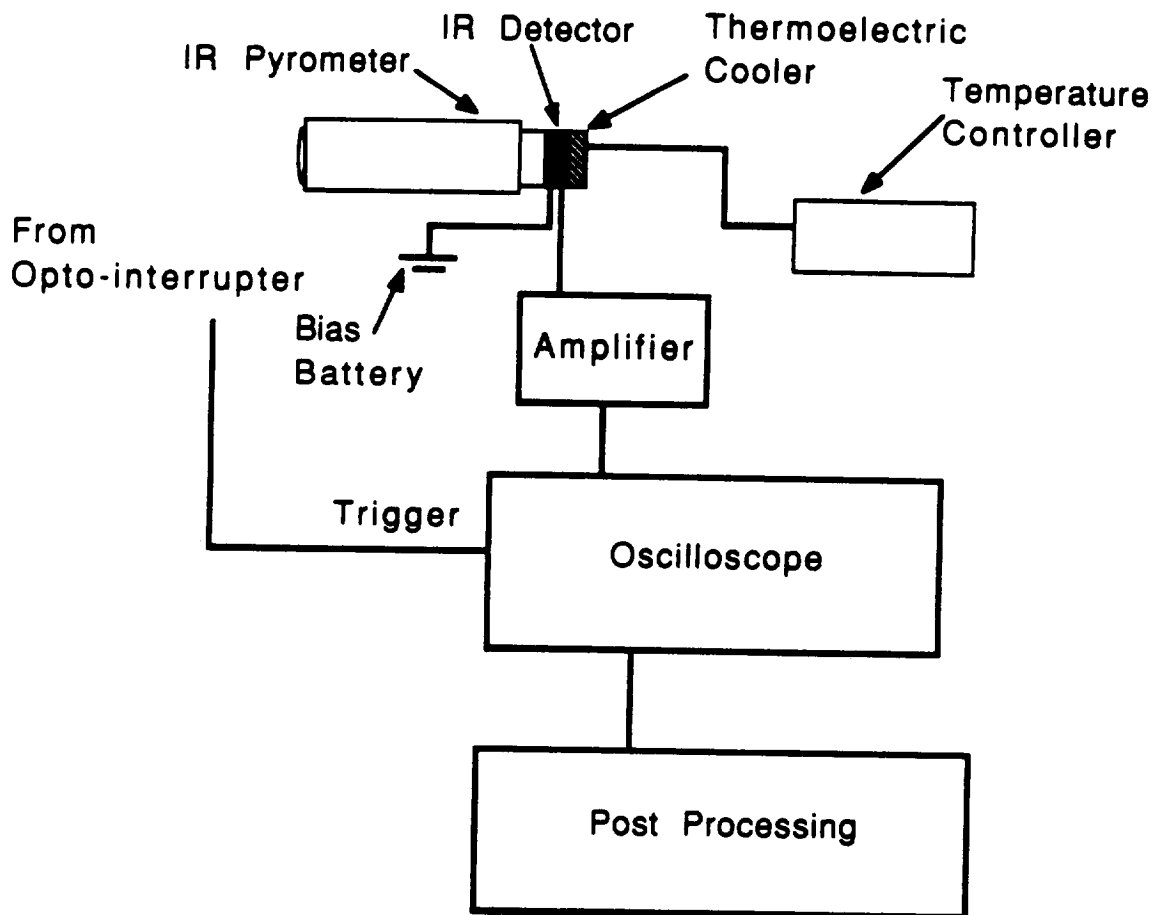 IR Detector
Thermoelectric
Cooler
IR Pyrometer
Temperature
Controller
From
Opto-interrupter
Bias
Battery
Amplifier
Trigger
Oscilloscope
Post Processing